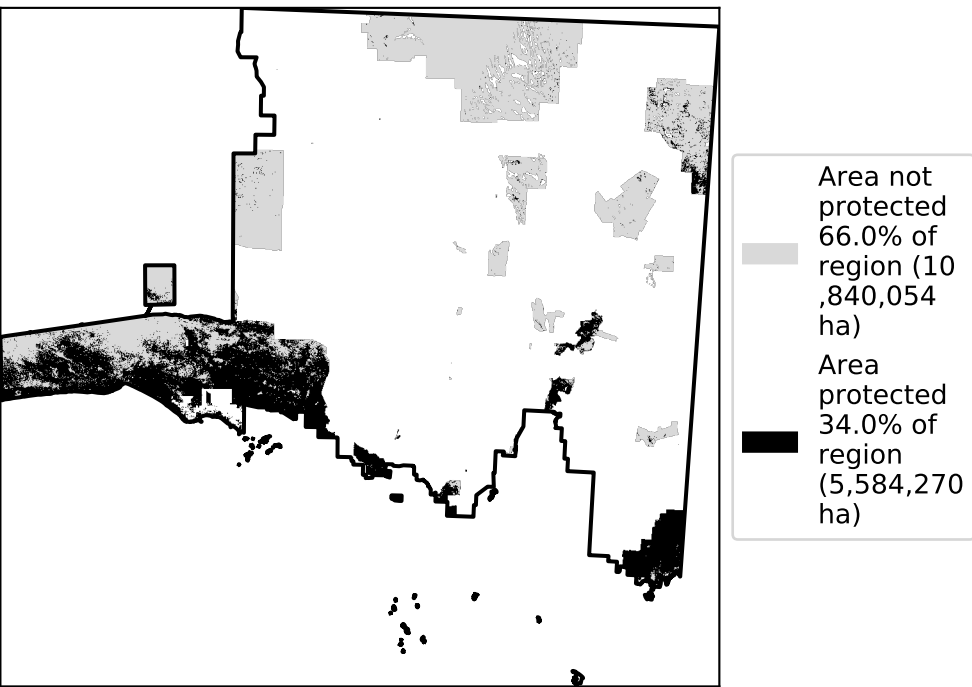 Area not
protected
66.0% of
region (10
,840,054
ha)
Area
protected
34.0% of
region
(5,584,270
ha)